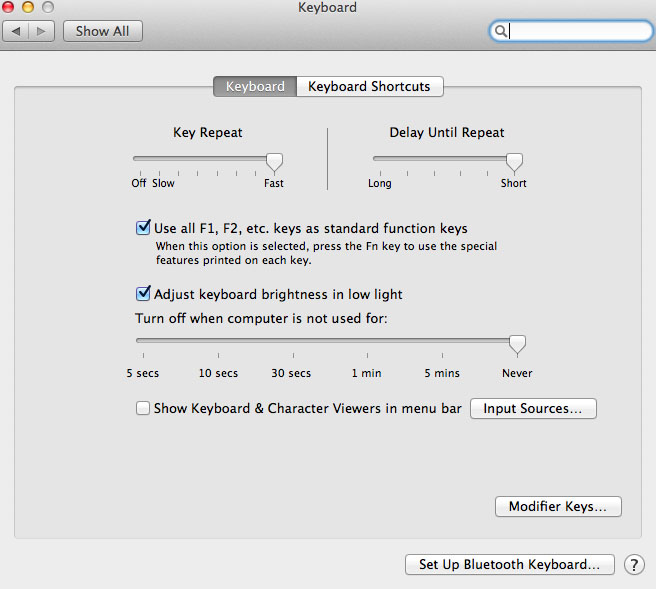 Keyboard
Show All
Keyboard Keyboard Shortcuts
Key Repeat Delay Until Repeat
Off Slow Fast Long Short
Use all F1, F2, etc. keys as standard function keys
When this option is selected, press the Fn key to use the special
features printed on each key.
Adjust keyboard brightness in low light
Turn off when computer is not used for:
5 secs 10 secs 30 secs 1 min 5 mins Never
Show Keyboard & Character Viewers in menu bar Input Sources...
Modifier Keys...
Set Up Bluetooth Keyboard... ?